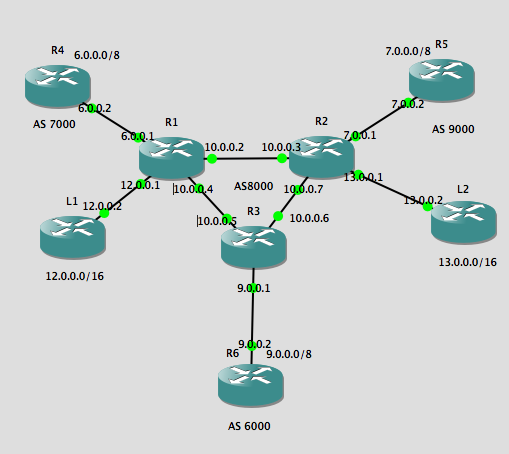 R4
6.0.0.0/8
6.0.0.2
AS 7000
R5
7.0.0.0/8
7.0.0.2
AS 9000
R1
6.0.0.1
10.0.0.2
12.0.0.1
10.0.0.4
R2
10.0.0.3
7.0.0.1
13.0.0.1
10.0.0.7
AS8000
L1
12.0.0.2
12.0.0.0/16
R3
10.0.0.5
10.0.0.6
9.0.0.1
L2
13.0.0.2
13.0.0.0/16
9.0.0.2
R6
9.0.0.0/8
AS 6000